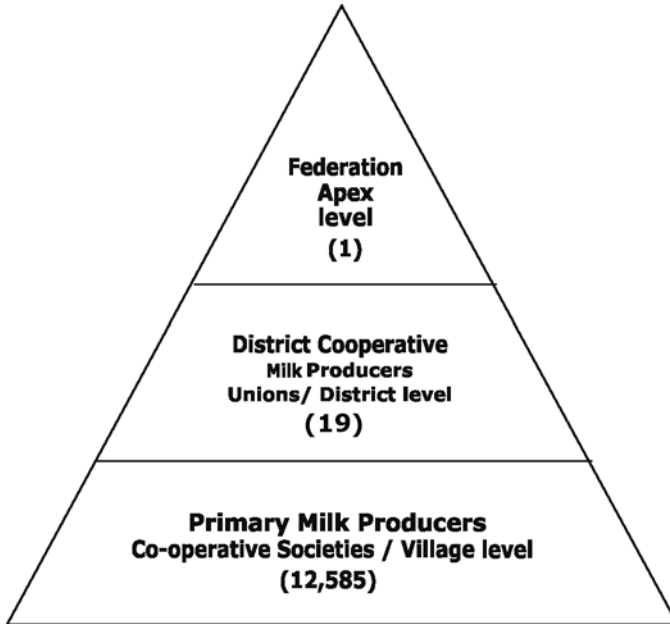 Federation
Apex
level
(1)
District Cooperative
Milk Producers
Unions/ District level
(19)
Primary Milk Producers
Co-operative Societies / Village level
(12,585)